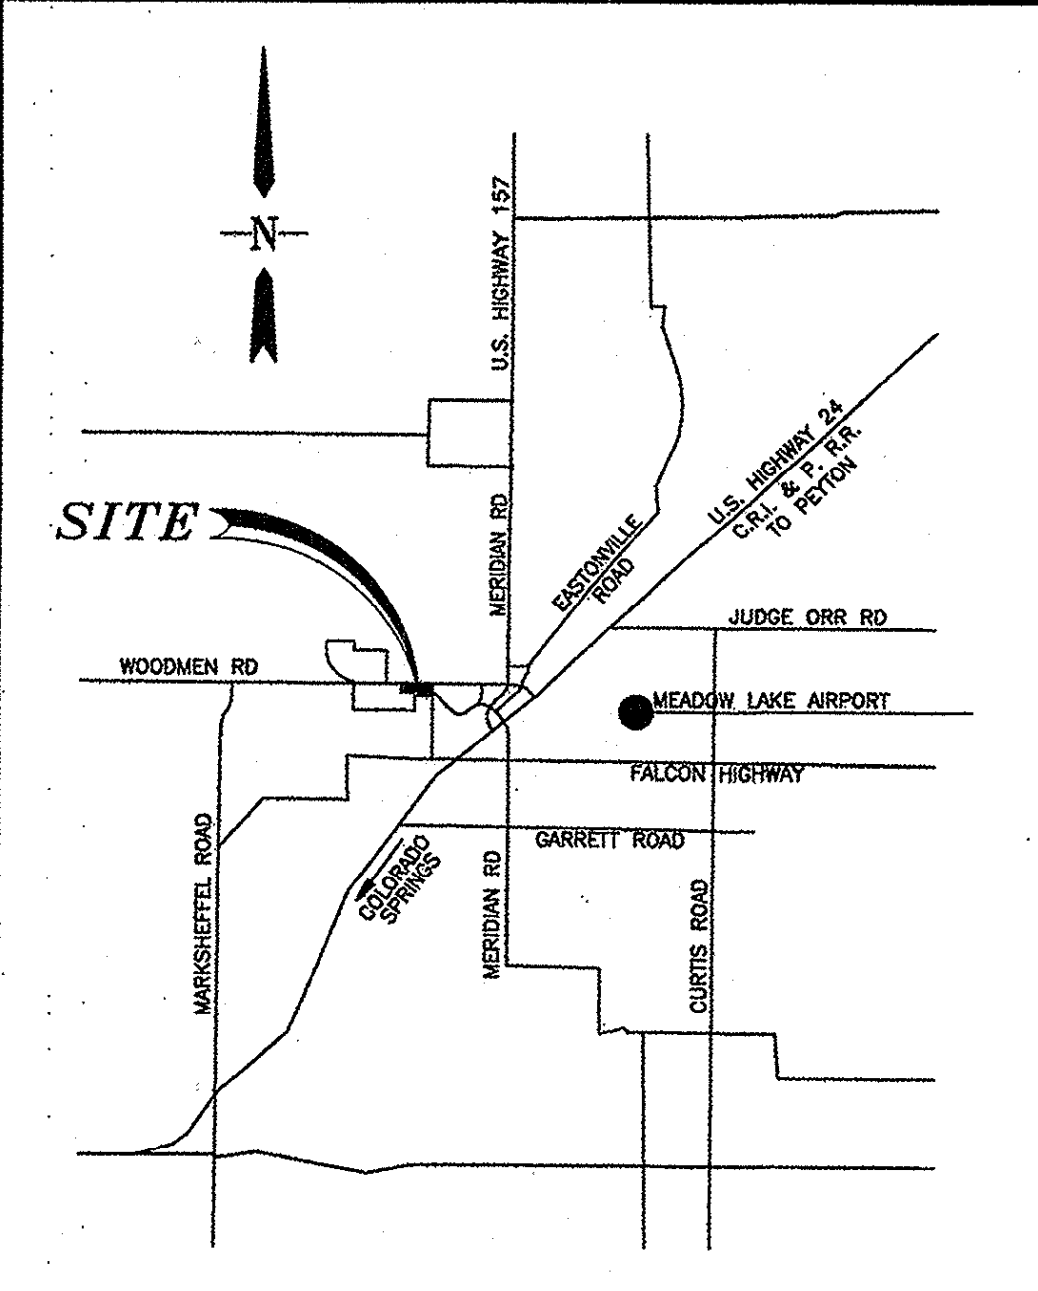 N
U.S. HIGHWAY 157
U.S. HIGHWAY 24
C.R.I. & P. R.R.
TO PEYTON
SITE
MERIDIAN RD
EASTONVILLE
ROAD
JUDGE ORR RD
WOODMEN RD
MEADOW LAKE AIRPORT
FALCON HIGHWAY
GARRETT ROAD
COLORADO
SPRINGS
MARKSHEFFEL ROAD
MERIDIAN RD
CURTIS ROAD